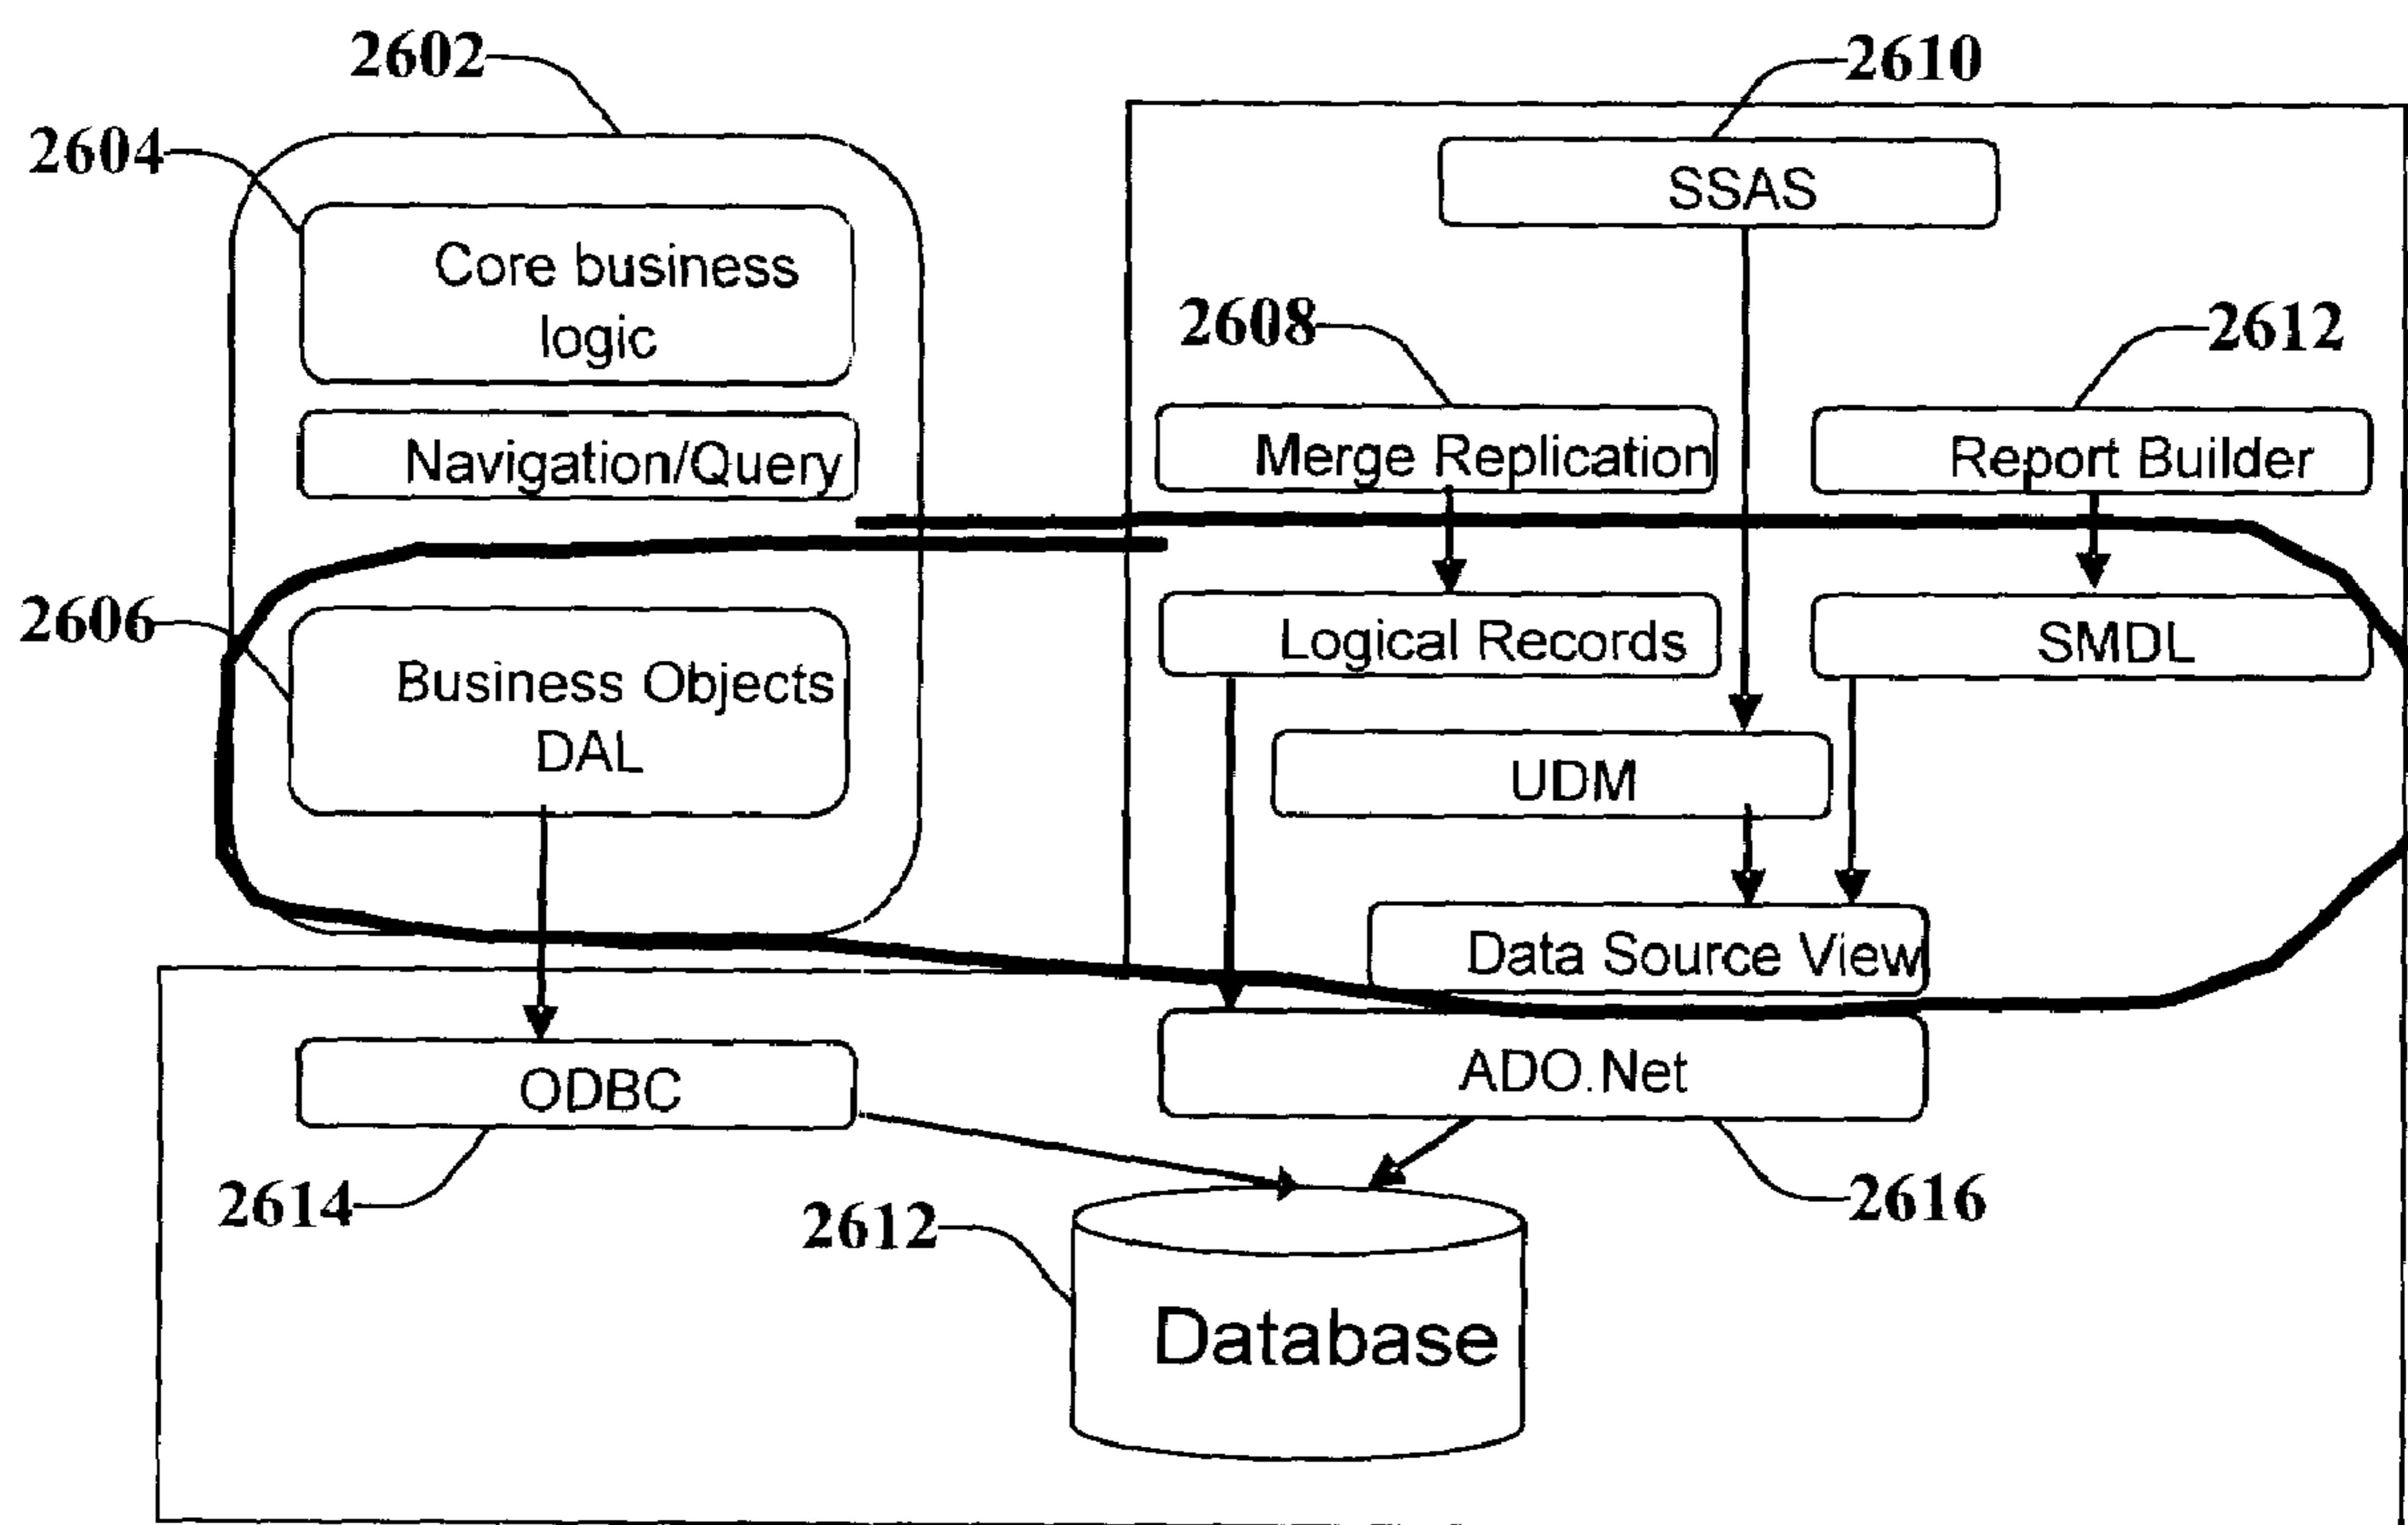 2602
2610
2604
SSAS
Core business
logic
2608
2612
Navigation/Query
Merge Replication
Report Builder
2606
Logical Records
SMDL
Business Objects
DAL
UDM
Data Source View
ODBC
ADO.Net
2614
2612
2616
Database